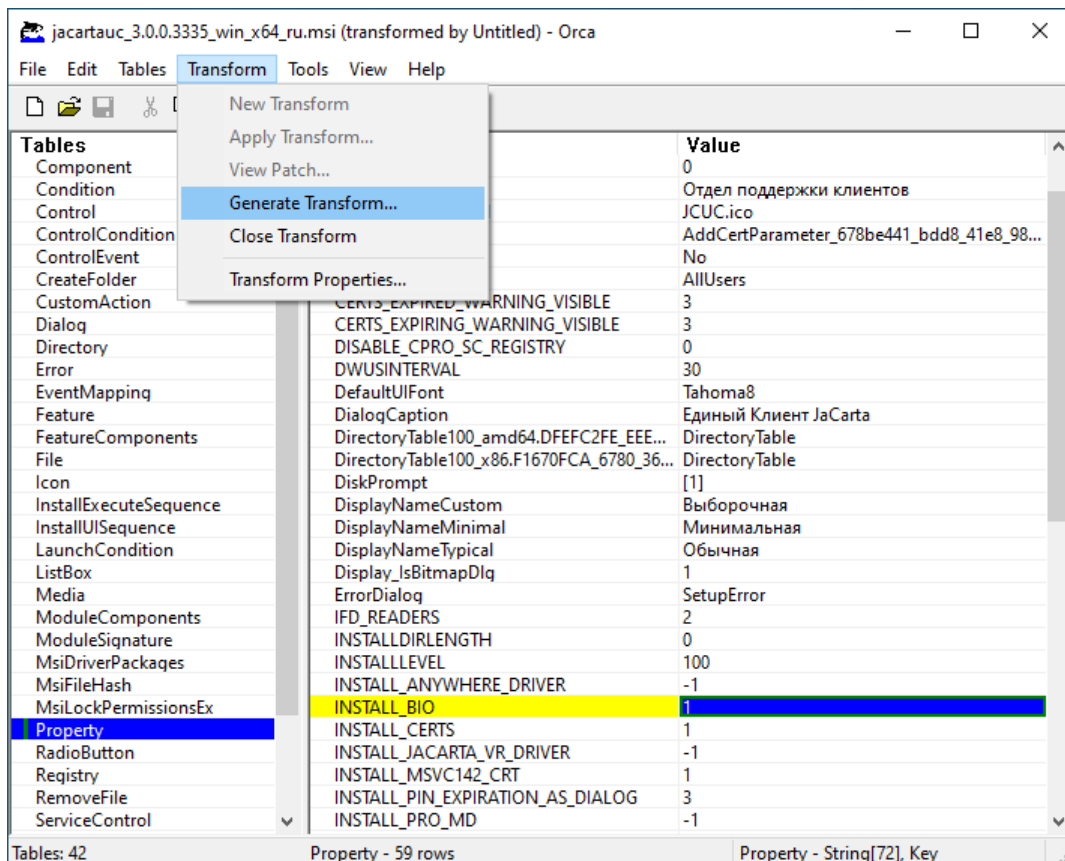 jacartauc_3.0.0.3335_win_x64_ru.msi (transformed by Untitled) - Orca
File Edit Tables Transform Tools View Help
New Transform
Apply Transform...
View Patch...
Generate Transform...
Close Transform
Transform Properties...
Tables Value
Component 0
Condition Отдел поддержки клиентов
Control JCUC.ico
ControlCondition AddCertParameter_678be441_bdd8_41e8_98...
ControlEvent No
CreateFolder AllUsers
CustomAction CERTS_EXPIRED_WARNING_VISIBLE 3
Dialog CERTS_EXPIRING_WARNING_VISIBLE 3
Directory DISABLE_CPRO_SC_REGISTRY 0
Error DWUSINTERVAL 30
EventMapping DefaultUIFont Tahoma8
Feature DialogCaption Единый Клиент JaCarta
FeatureComponents DirectoryTable100_amd64.DFEFC2FE_EEE... DirectoryTable
File DirectoryTable100_x86.F1670FCA_6780_36... DirectoryTable
Icon DiskPrompt [1]
InstallExecuteSequence DisplayNameCustom Выборочная
InstallUISequence DisplayNameMinimal Минимальная
LaunchCondition DisplayNameTypical Обычная
ListBox Display_IsBitmapDlg 1
Media ErrorDialog SetupError
ModuleComponents IFD_READERS 2
ModuleSignature INSTALLDIRLENGTH 0
MsiDriverPackages INSTALLLEVEL 100
MsiFileHash INSTALL_ANYWHERE_DRIVER -1
MsiLockPermissionsEx INSTALL_BIO 1
Property INSTALL_CERTS 1
RadioButton INSTALL_JACARTA_VR_DRIVER -1
Registry INSTALL_MSVC142_CRT 1
RemoveFile INSTALL_PIN_EXPIRATION_AS_DIALOG 3
ServiceControl INSTALL_PRO_MD -1
Tables: 42 Property - 59 rows Property - String[72], Key